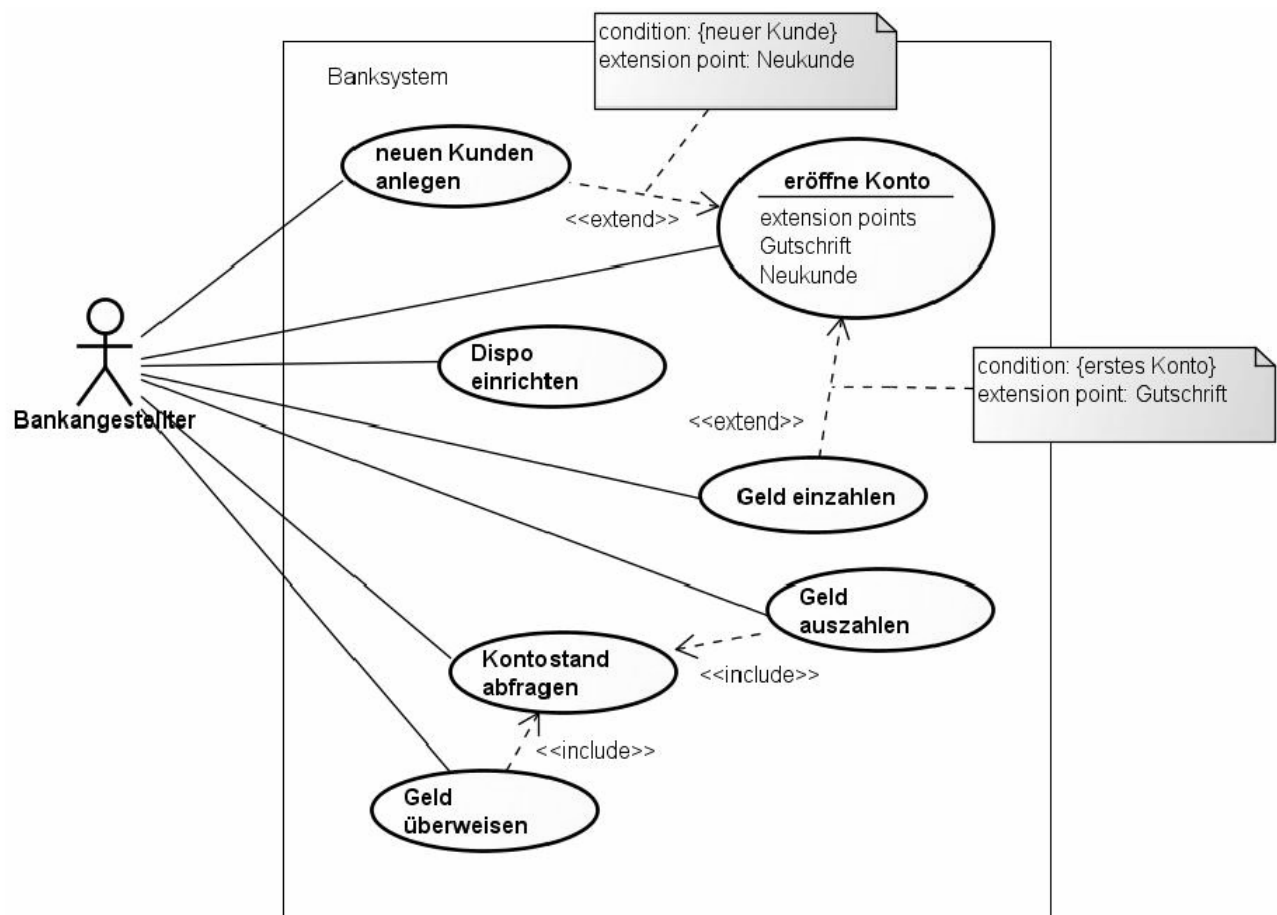 condition: {neuer Kunde}
extension point: Neukunde
Banksystem
neuen Kunden
anlegen
<<extend>>
eröffne Konto
extension points
Gutschrift
Neukunde
Bankangestellter
Dispo
einrichten
condition: {erstes Konto}
extension point: Gutschrift
<<extend>>
Geld einzahlen
Geld
auszahlen
Kontostand
abfragen
<<include>>
<<include>>
Geld
überweisen